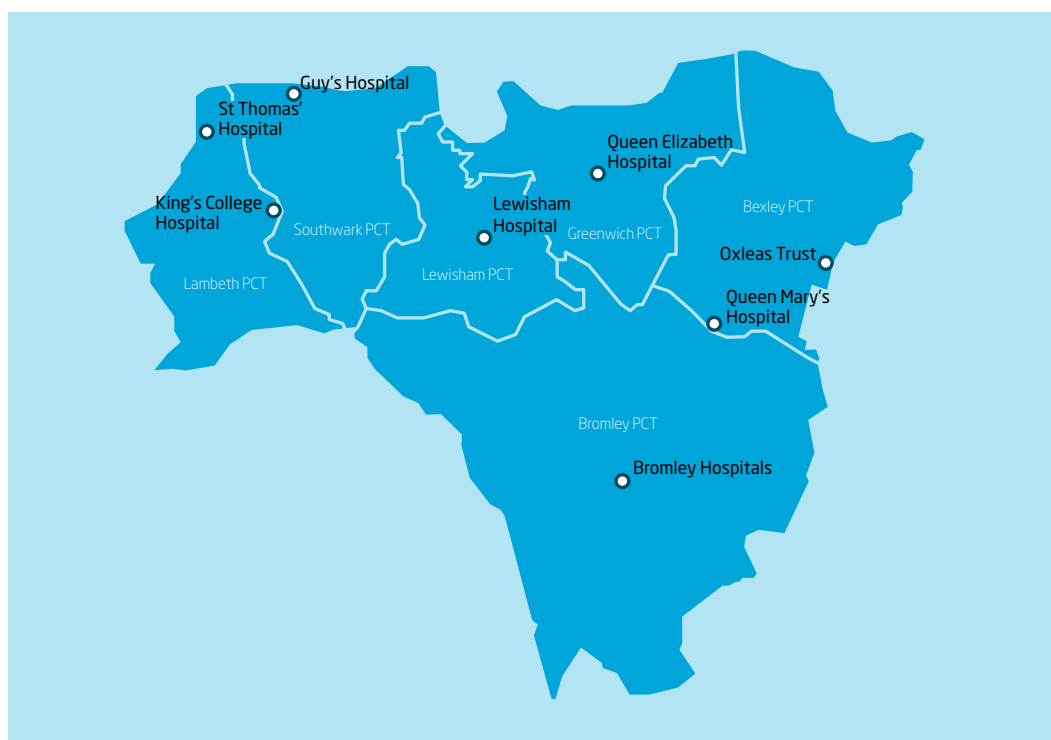 Guy's Hospital
St Thomas'
Hospital
Queen Elizabeth
Hospital
King's College
Hospital
Lewisham
Hospital
Bexley PCT
Southwark PCT
Greenwich PCT
Oxleas Trust
Lewisham PCT
Lambeth PCT
Queen Mary's
Hospital
Bromley PCT
Bromley Hospitals